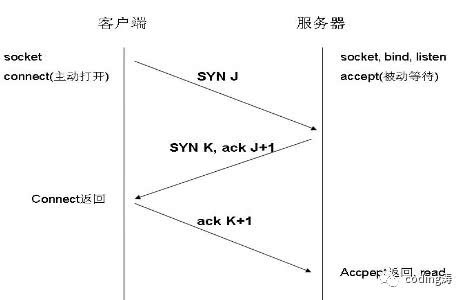 客户端
服务器
socket
connect(主动打开)
socket, bind, listen
accept(被动等待)
SYN J
SYN K, ack J+1
Connect返回
ack K+1
Accpept返回, read
coding涛